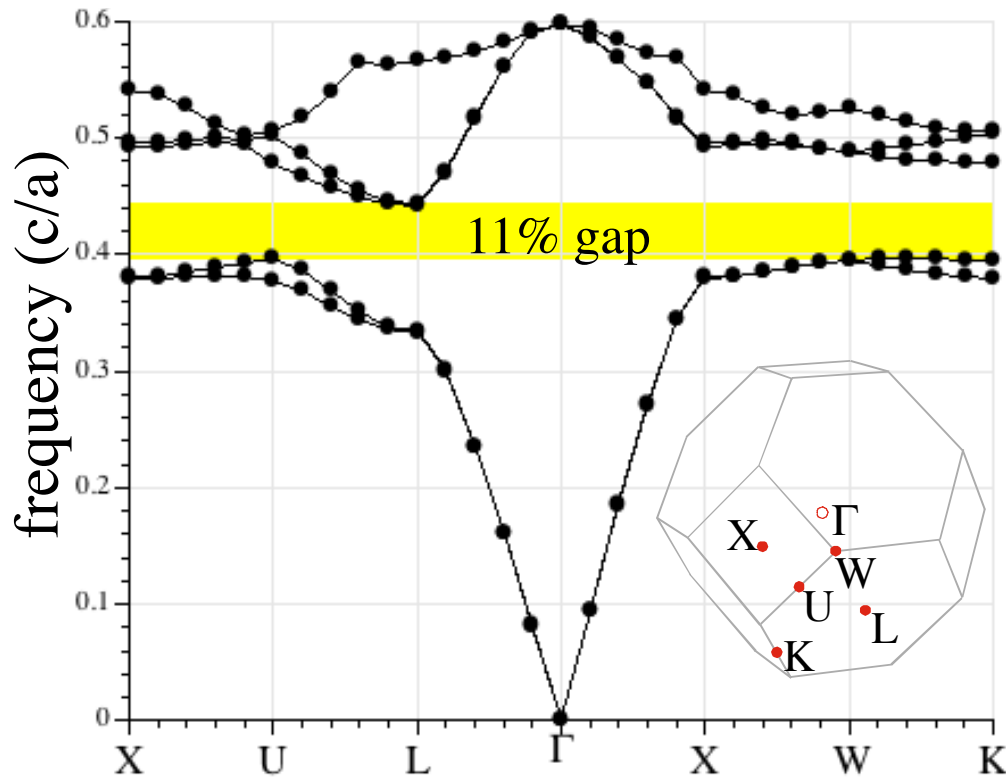 frequency (c/a)
0.6
0.5
0.4
0.3
0.2
0.1
0
11% gap
X
Γ
W
U
L
K
X U L Γ X W K